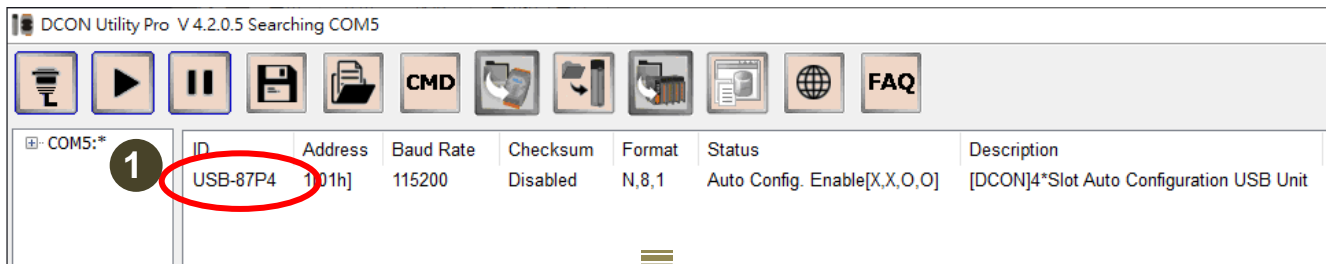 DCON Utility Pro V 4.2.0.5 Searching COM5
CMD FAQ
COM5:*
1
ID Address Baud Rate Checksum Format Status Description
USB-87P4 1[01h] 115200 Disabled N,8,1 Auto Config. Enable[X,X,O,O] [DCON]4*Slot Auto Configuration USB Unit